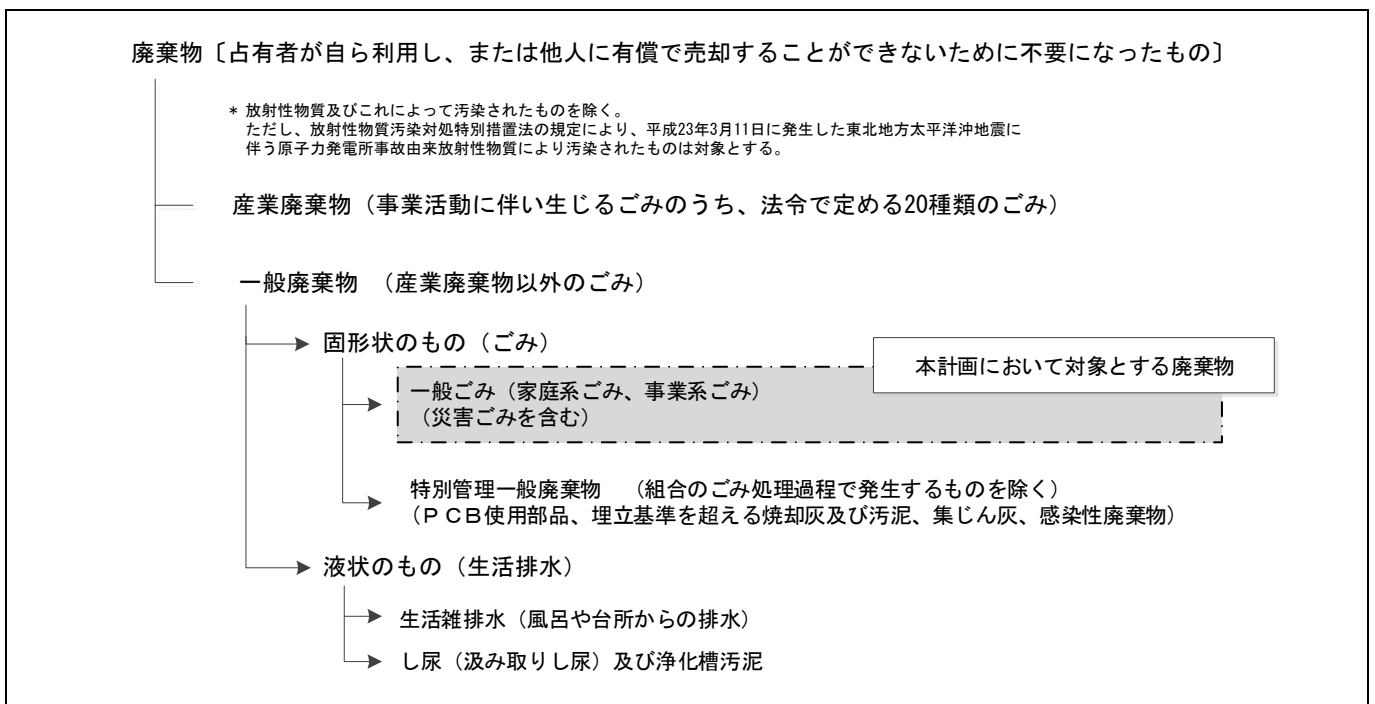 廃棄物〔占有者が自ら利用し、または他人に有償で売却することができないために不要になったもの〕
* 放射性物質及びこれによって汚染されたものを除く。
ただし、放射性物質汚染対処特別措置法の規定により、平成23年3月11日に発生した東北地方太平洋沖地震に
伴う原子力発電所事故由来放射性物質により汚染されたものは対象とする。
産業廃棄物（事業活動に伴い生じるごみのうち、法令で定める20種類のごみ）
一般廃棄物　（産業廃棄物以外のごみ）
固形状のもの（ごみ）
本計画において対象とする廃棄物
一般ごみ（家庭系ごみ、事業系ごみ）
（災害ごみを含む）
特別管理一般廃棄物　（組合のごみ処理過程で発生するものを除く）
（ＰＣＢ使用部品、埋立基準を超える焼却灰及び汚泥、集じん灰、感染性廃棄物）
液状のもの（生活排水）
生活雑排水（風呂や台所からの排水）
し尿（汲み取りし尿）及び浄化槽汚泥